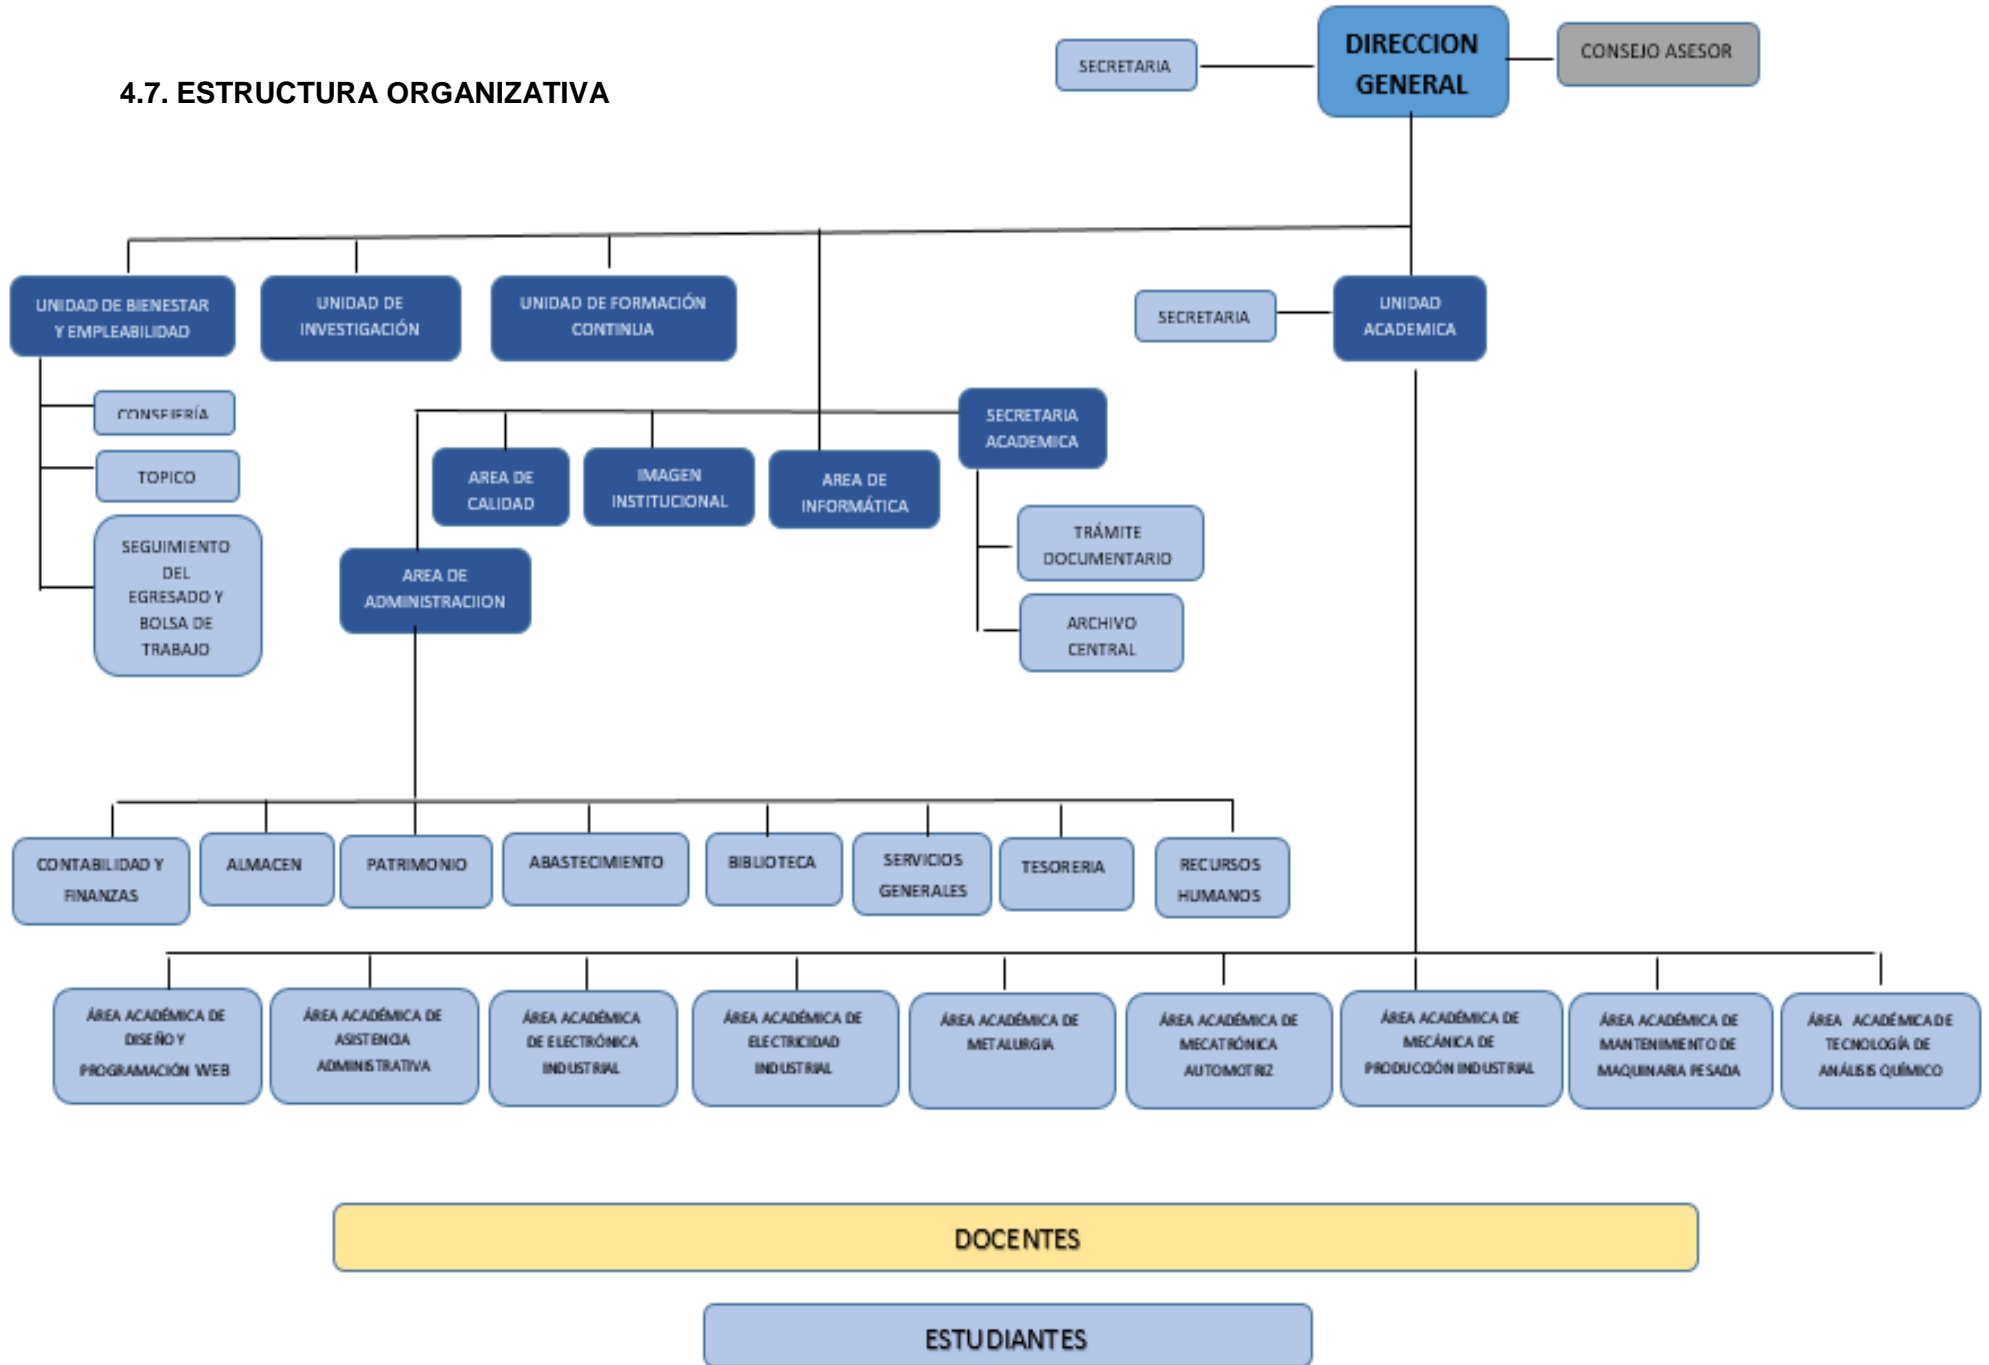 DIRECCION
GENERAL
SECRETARIA
CONSEJO ASESOR
4.7. ESTRUCTURA ORGANIZATIVA
UNIDAD DE BIENESTAR
Y EMPLEABILIDAD
UNIDAD DE
INVESTIGACIÓN
UNIDAD DE FORMACIÓN
CONTINUA
SECRETARIA
UNIDAD
ACADEMICA
CONSEJERÍA
TOPICO
SEGUIMIENTO
DEL
EGRESADO Y
BOLSA DE
TRABAJO
SECRETARIA
ACADEMICA
AREA DE
CALIDAD
IMAGEN
INSTITUCIONAL
AREA DE
INFORMÁTICA
TRÁMITE
DOCUMENTARIO
ARCHIVO
CENTRAL
AREA DE
ADMINISTRACIION
CONTABILIDAD Y
FINANZAS
ALMACEN
PATRIMONIO
ABASTECIMIENTO
BIBLIOTECA
SERVICIOS
GENERALES
TESORERIA
RECURSOS
HUMANOS
ÁREA ACADÉMICA DE
DISEÑO Y
PROGRAMACIÓN WEB
ÁREA ACADÉMICA DE
ASISTENCIA
ADMINISTRATIVA
ÁREA ACADÉMICA
DE ELECTRÓNICA
INDUSTRIAL
ÁREA ACADÉMICA DE
ELECTRICIDAD
INDUSTRIAL
ÁREA ACADÉMICA DE
METALURGIA
ÁREA ACADÉMICA DE
MECATRÓNICA
AUTOMOTRIZ
ÁREA ACADÉMICA DE
MECÁNICA DE
PRODUCCIÓN INDUSTRIAL
ÁREA ACADÉMICA DE
MANTENIMIENTO DE
MAQUINARIA PESADA
ÁREA ACADÉMICA DE
TECNOLOGÍA DE
ANÁLISIS QUÍMICO
DOCENTES
ESTUDIANTES